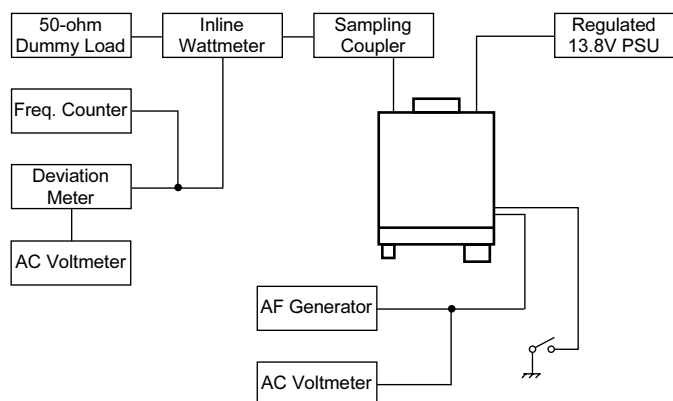 50-ohm
Dummy Load
Inline
Wattmeter
Sampling
Coupler
Regulated
13.8V PSU
Freq. Counter
Deviation
Meter
AC Voltmeter
AF Generator
AC Voltmeter